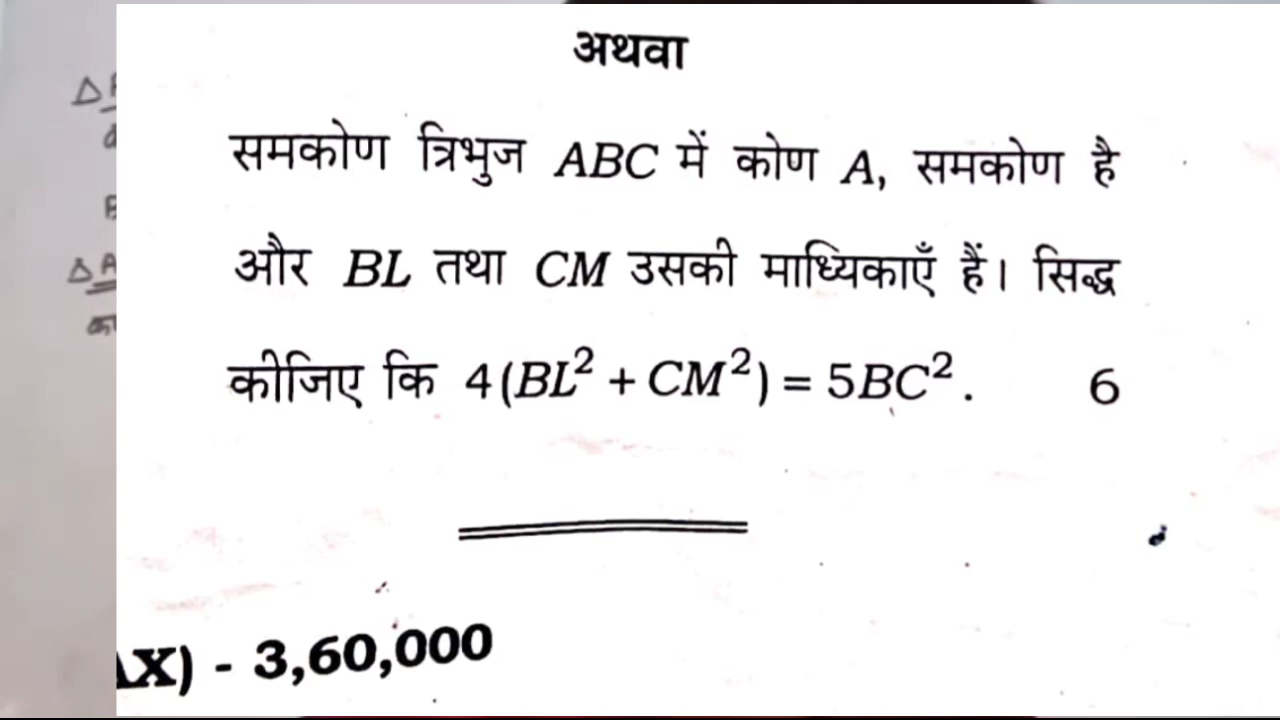 अथवा
समकोण त्रिभुज ABC में कोण A, समकोण है
और BL तथा CM उसकी माध्यिकाएँ हैं। सिद्ध
कीजिए कि 4(BL² + CM²) = 5BC². 6
X) - 3,60,000